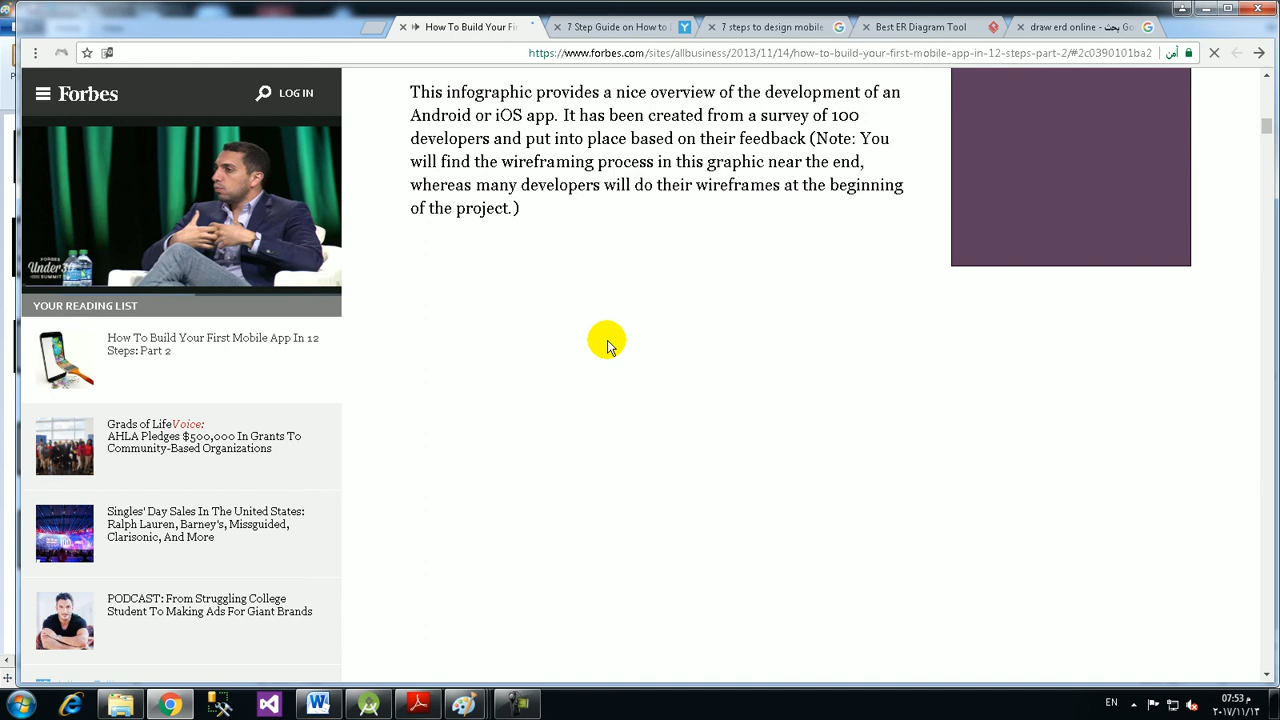 How To Build Your Fi
7 Step Guide on How to
7 steps to design mobile
Best ER Diagram Tool
draw erd online - بحث Go
https://www.forbes.com/sites/allbusiness/2013/11/14/how-to-build-your-first-mobile-app-in-12-steps-part-2/#2c0390101ba2
آمن
Forbes
LOG IN
This infographic provides a nice overview of the development of an
Android or iOS app. It has been created from a survey of 100
developers and put into place based on their feedback (Note: You
will find the wireframing process in this graphic near the end,
whereas many developers will do their wireframes at the beginning
of the project.)
FORBES
Under30
SUMMIT
YOUR READING LIST
How To Build Your First Mobile App In 12
Steps: Part 2
Grads of LifeVoice:
AHLA Pledges $500,000 In Grants To
Community-Based Organizations
Singles' Day Sales In The United States:
Ralph Lauren, Barney's, Missguided,
Clarisonic, And More
PODCAST: From Struggling College
Student To Making Ads For Giant Brands
EN
07:53 م
٢٠١٧/١١/١٣